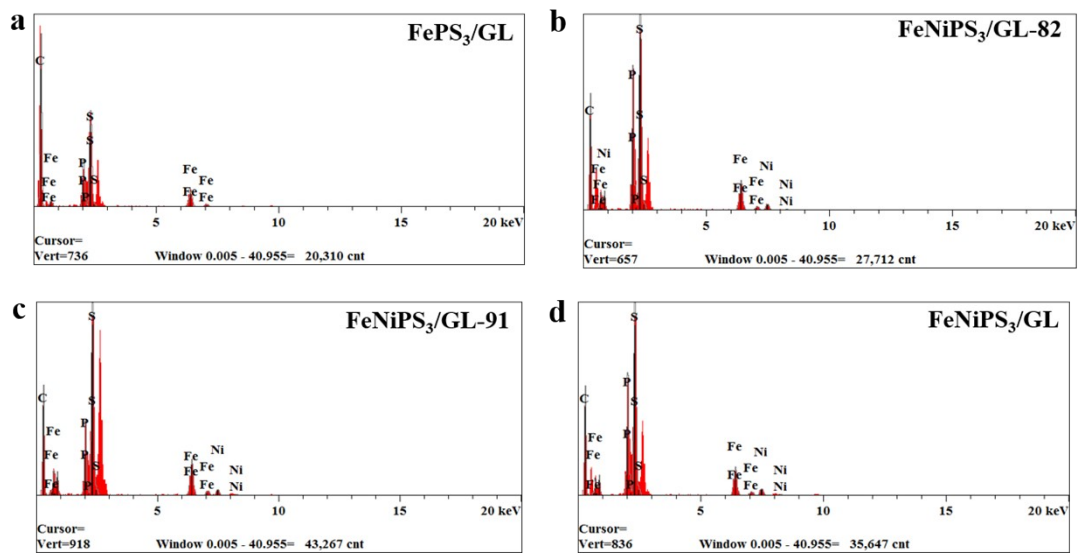 a
FePS₃/GL
C
S
S
P
P
P
S
Fe
Fe
Fe
Fe
Fe
Fe
Fe
5
10
15
20 keV
Cursor=
Vert=736 Window 0.005 - 40.955= 20,310 cnt
b
FeNiPS₃/GL-82
S
P
C
S
P
Ni
Fe
Fe
Fe
S
P
Fe
Fe
Ni
Fe
Fe
Ni
Ni
5
10
15
20 keV
Cursor=
Vert=657 Window 0.005 - 40.955= 27,712 cnt
c
FeNiPS₃/GL-91
S
C
S
P
Fe
Fe
Fe
P
S
P
Fe
Fe
Ni
Fe
Fe
Ni
Ni
5
10
15
20 keV
Cursor=
Vert=918 Window 0.005 - 40.955= 43,267 cnt
d
FeNiPS₃/GL
S
P
C
S
P
Fe
Fe
Fe
S
P
Fe
Fe
Ni
Fe
Fe
Ni
Ni
5
10
15
20 keV
Cursor=
Vert=836 Window 0.005 - 40.955= 35,647 cnt